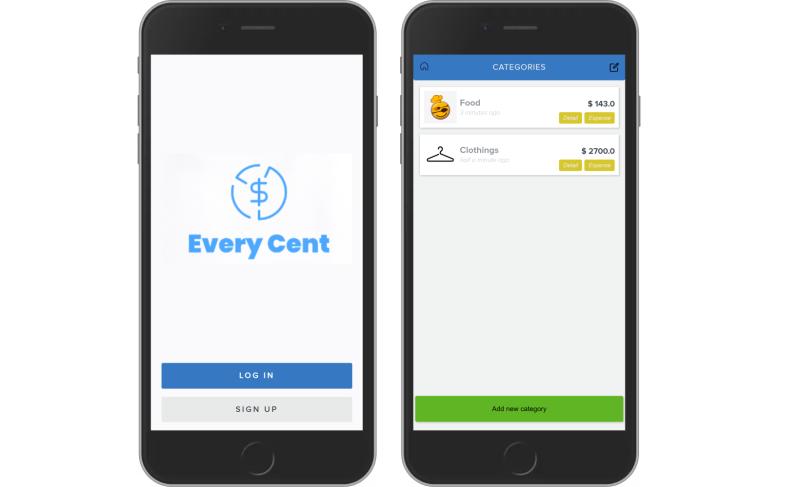 Every Cent
LOG IN
SIGN UP
CATEGORIES
Food
$ 143.0
3 minutes ago
Detail
Expense
Clothings
$ 2700.0
half a minute ago
Detail
Expense
Add new category